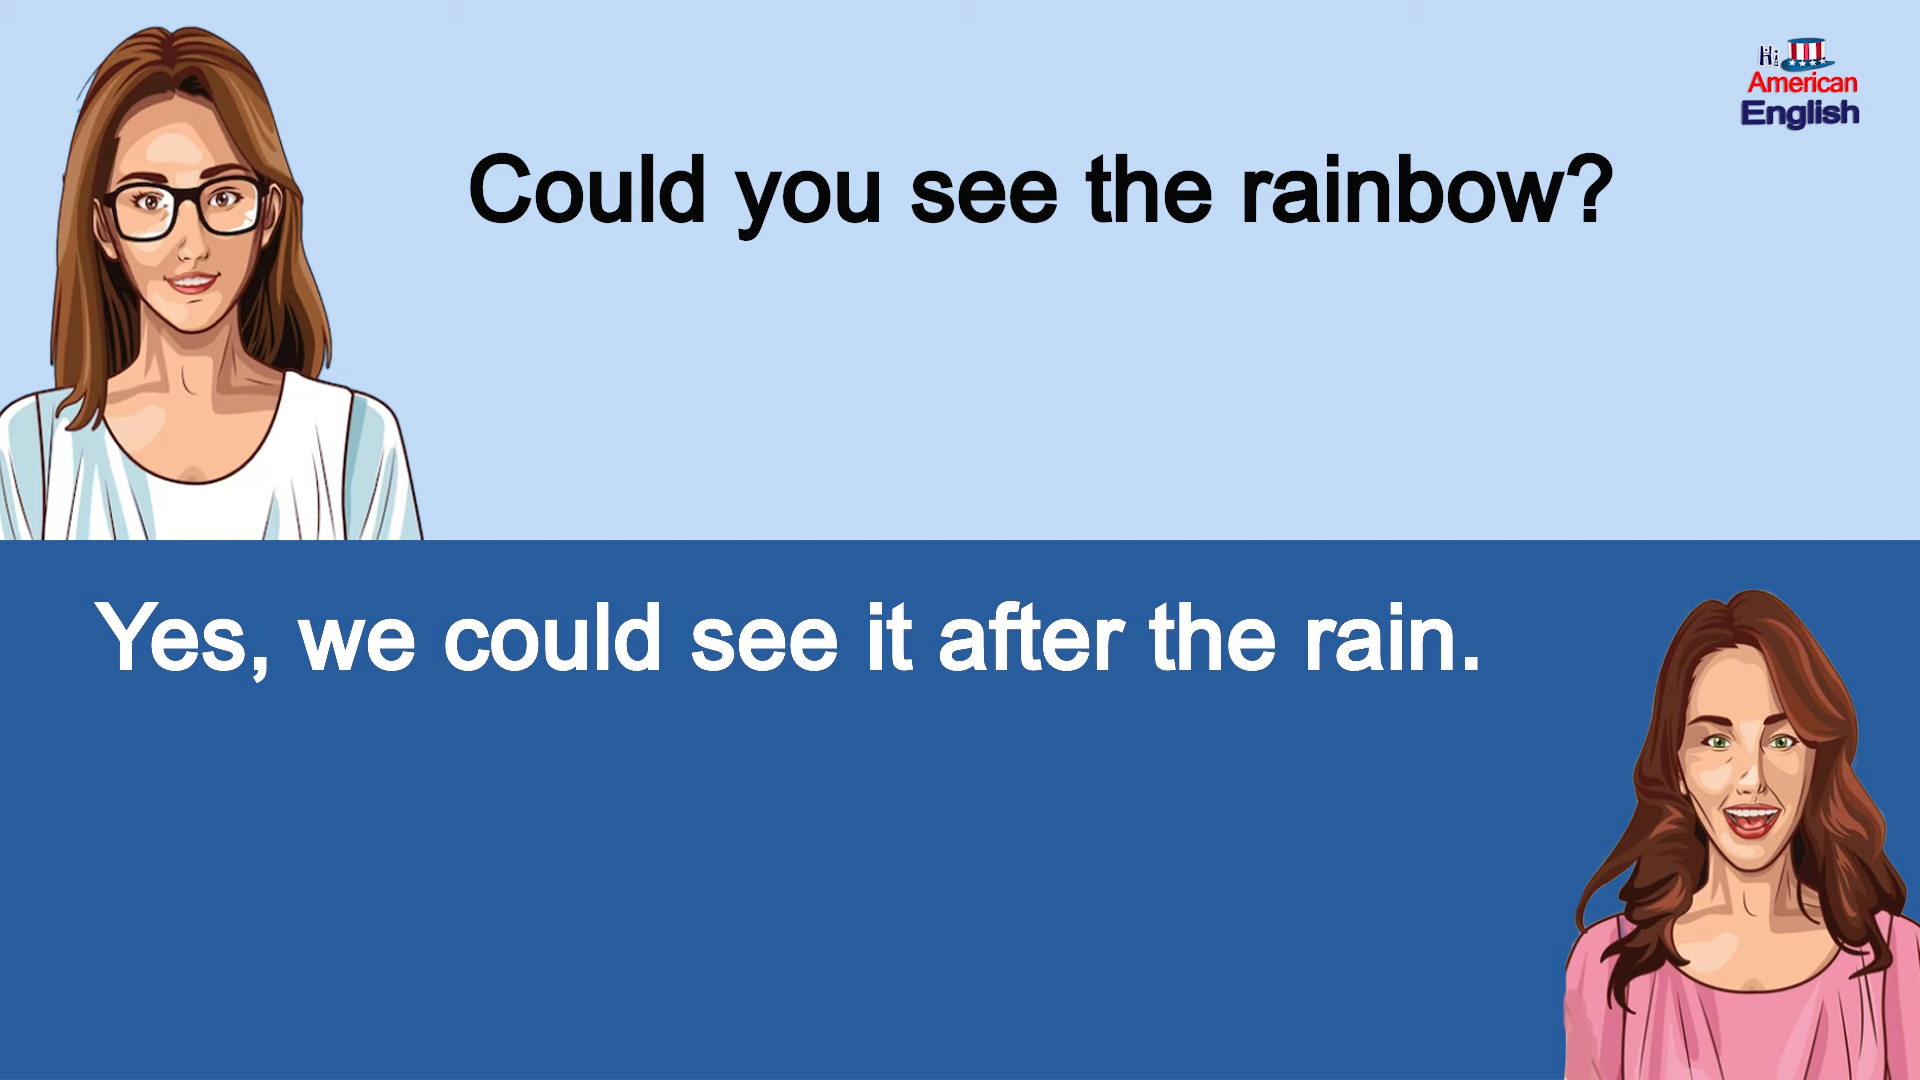 Hi
American
English
Could you see the rainbow?
Yes, we could see it after the rain.